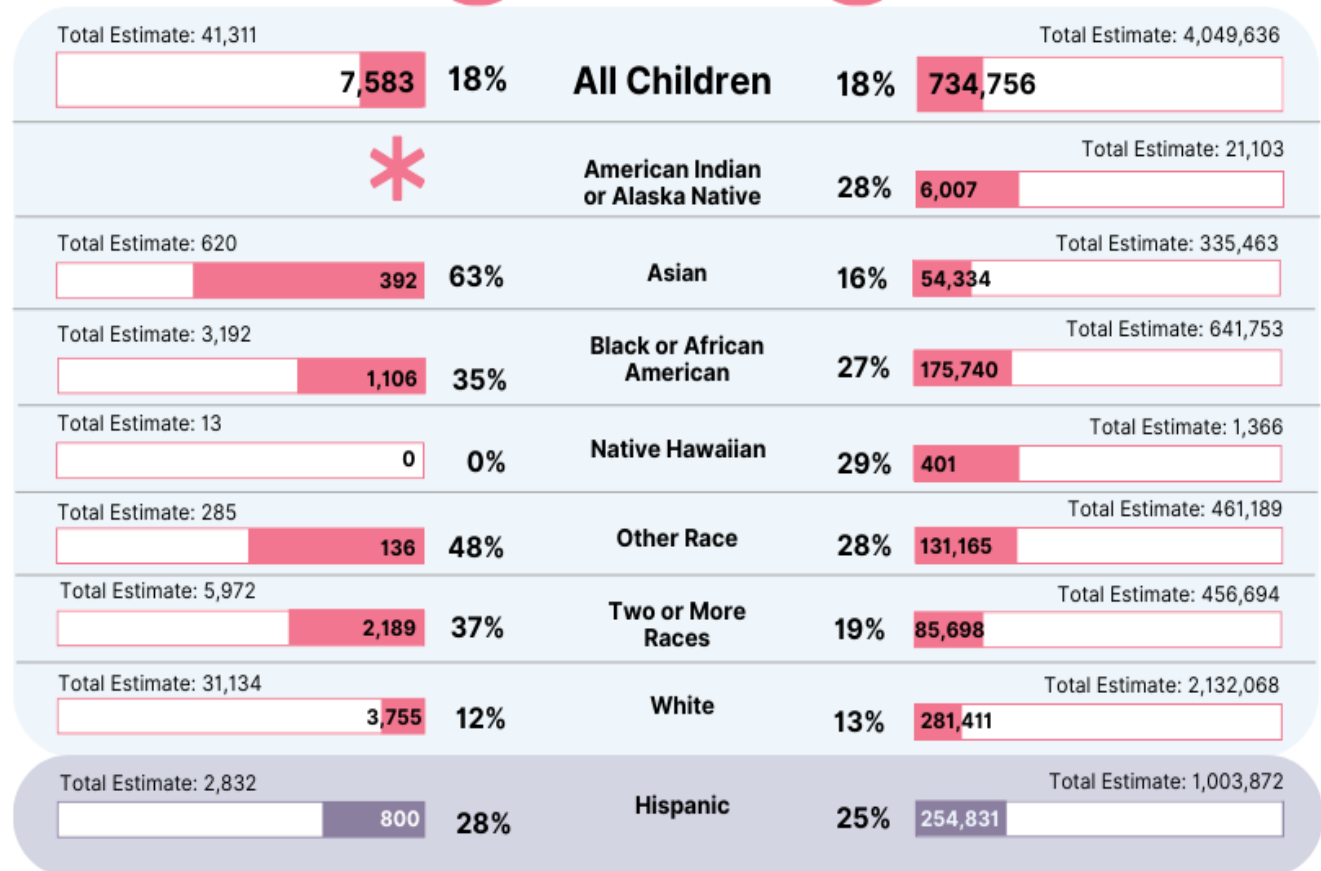 Total Estimate: 41,311
Total Estimate: 4,049,636
7,583
18%
All Children
18%
734,756
*
American Indian
or Alaska Native
Total Estimate: 21,103
28%
6,007
Total Estimate: 620
Total Estimate: 335,463
392
63%
Asian
16%
54,334
Total Estimate: 3,192
Total Estimate: 641,753
1,106
35%
Black or African
American
27%
175,740
Total Estimate: 13
Total Estimate: 1,366
0
0%
Native Hawaiian
29%
401
Total Estimate: 285
Total Estimate: 461,189
136
48%
Other Race
28%
131,165
Total Estimate: 5,972
Total Estimate: 456,694
2,189
37%
Two or More
Races
19%
85,698
Total Estimate: 31,134
Total Estimate: 2,132,068
3,755
12%
White
13%
281,411
Total Estimate: 2,832
Total Estimate: 1,003,872
800
28%
Hispanic
25%
254,831